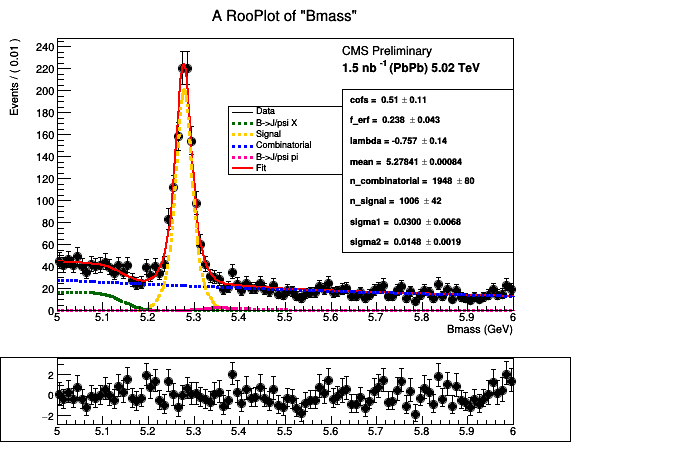 A RooPlot of "Bmass"
Events / ( 0.01 )
240
220
200
180
160
140
120
100
80
60
40
20
0
CMS Preliminary
1.5 nb -1 (PbPb) 5.02 TeV
Data
B->J/psi X
Signal
Combinatorial
B->J/psi pi
Fit
cofs = 0.51 ± 0.11
f_erf = 0.238 ± 0.043
lambda = -0.757 ± 0.14
mean = 5.27841 ± 0.00084
n_combinatorial = 1948 ± 80
n_signal = 1006 ± 42
sigma1 = 0.0300 ± 0.0068
sigma2 = 0.0148 ± 0.0019
5 5.1 5.2 5.3 5.4 5.5 5.6 5.7 5.8 5.9 6
Bmass (GeV)
2
0
−2
5 5.1 5.2 5.3 5.4 5.5 5.6 5.7 5.8 5.9 6